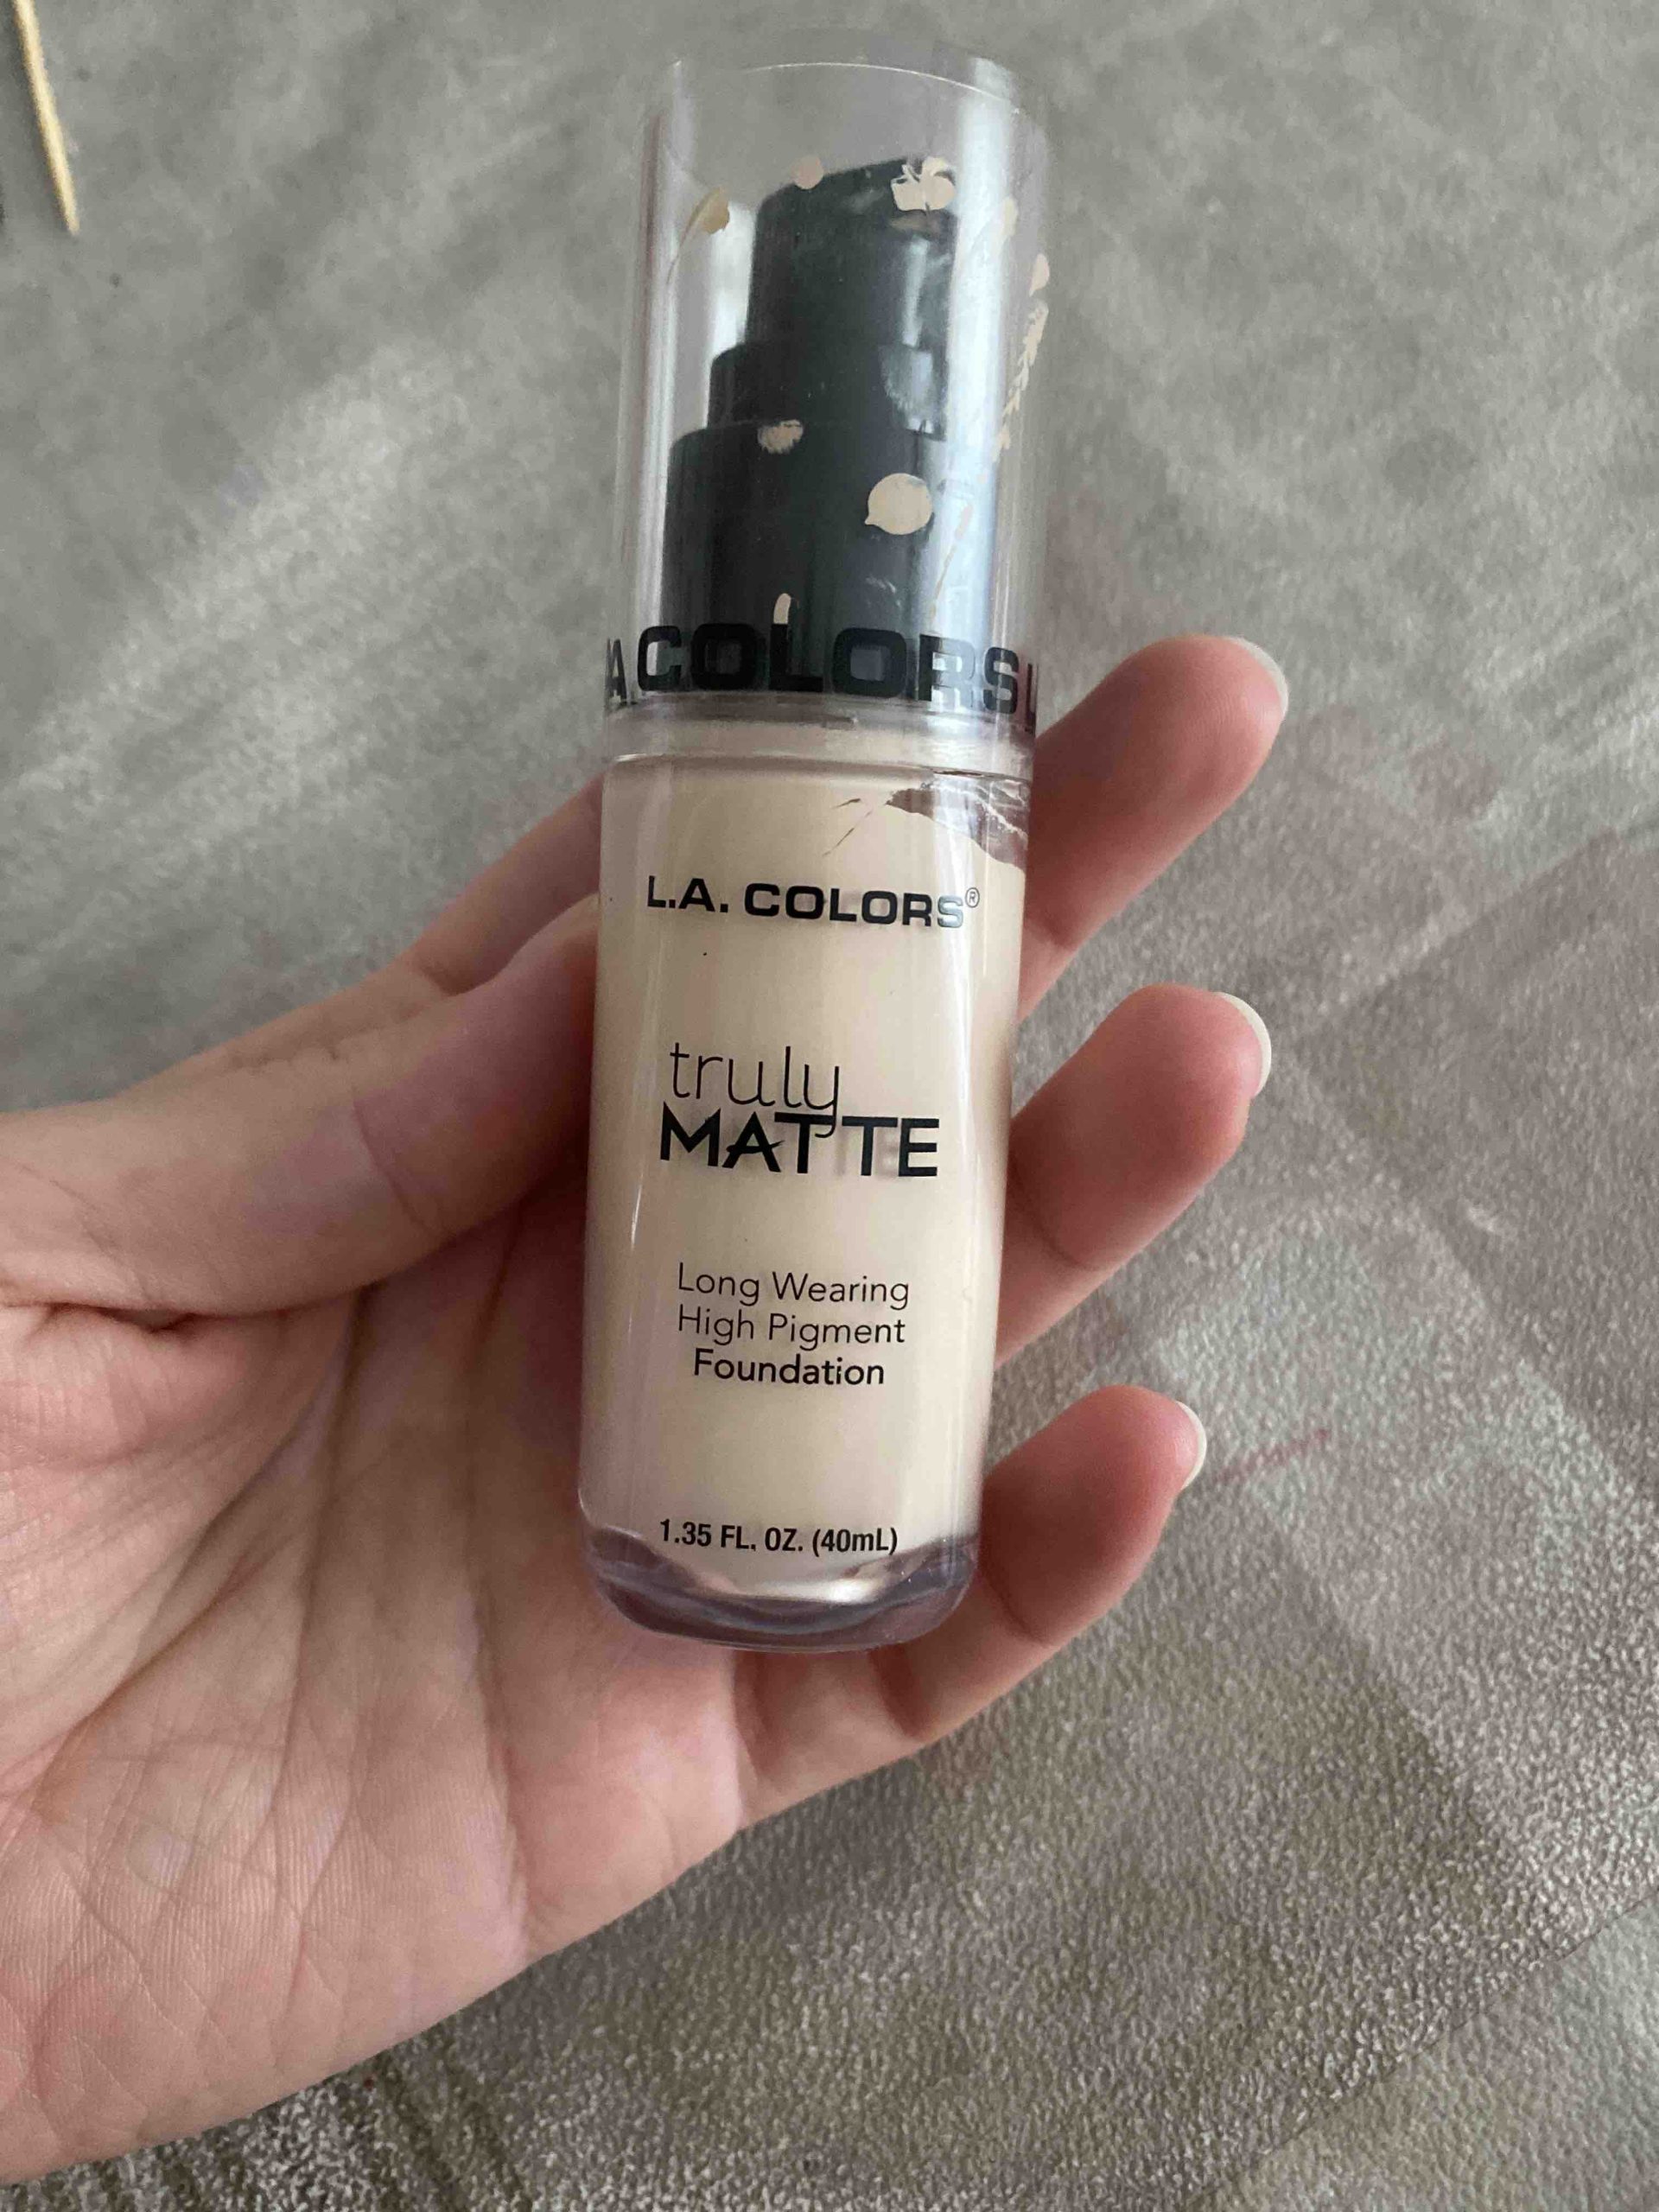 A COLORS L
L.A. COLORS®
truly
MATTE
Long Wearing
High Pigment
Foundation
1.35 FL. OZ. (40mL)